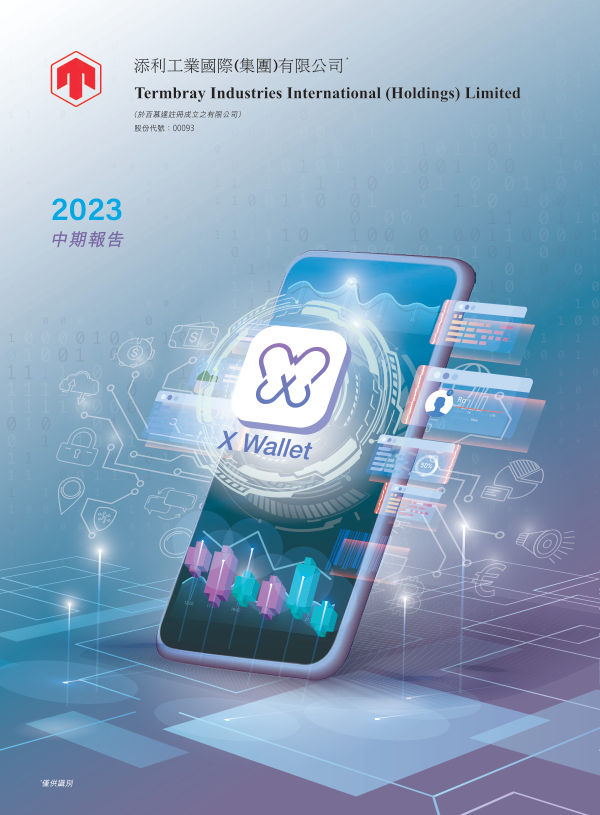 添利工業國際(集團)有限公司*
Termbray Industries International (Holdings) Limited
(於百慕達註冊成立之有限公司)
股份代號：00093
2023
中期報告
X Wallet
50%
*僅供識別